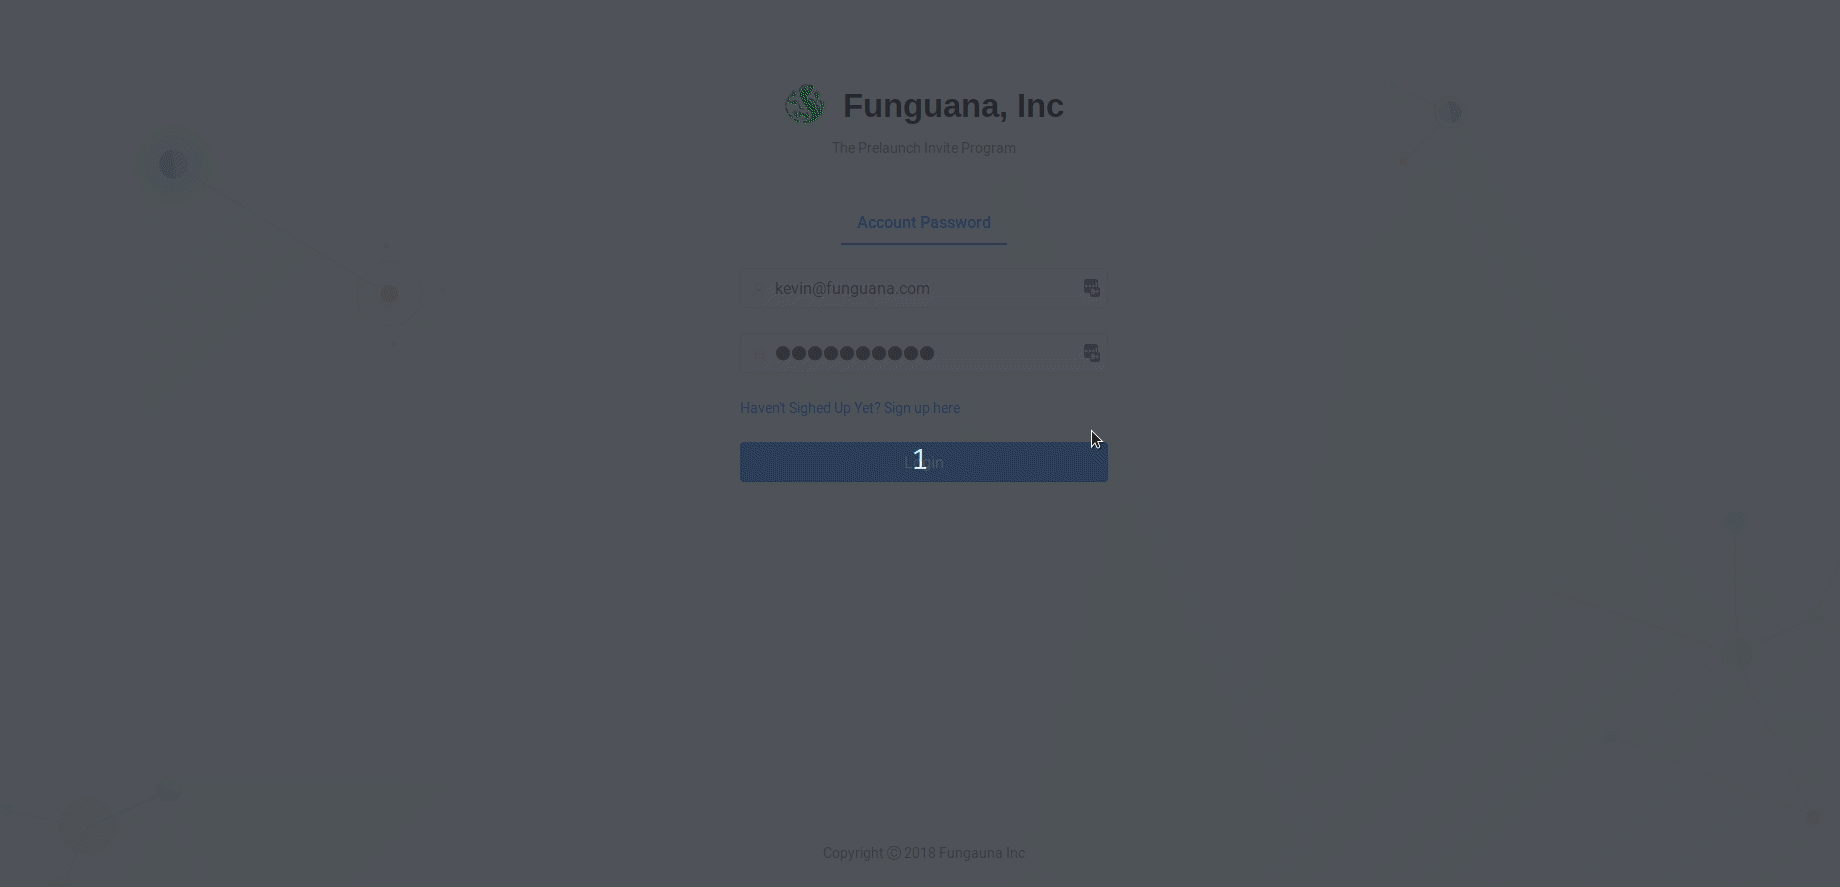 Funguana, Inc
The Prelaunch Invite Program
Account Password
kevin@funguana.com
●●●●●●●●●●
Haven't Sighed Up Yet? Sign up here
Login
1
Copyright © 2018 Fungauna Inc